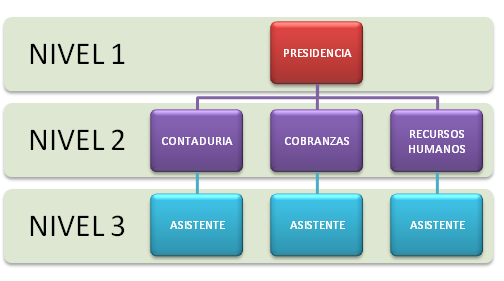 NIVEL 1
PRESIDENCIA
NIVEL 2
CONTADURIA
COBRANZAS
RECURSOS
HUMANOS
NIVEL 3
ASISTENTE
ASISTENTE
ASISTENTE